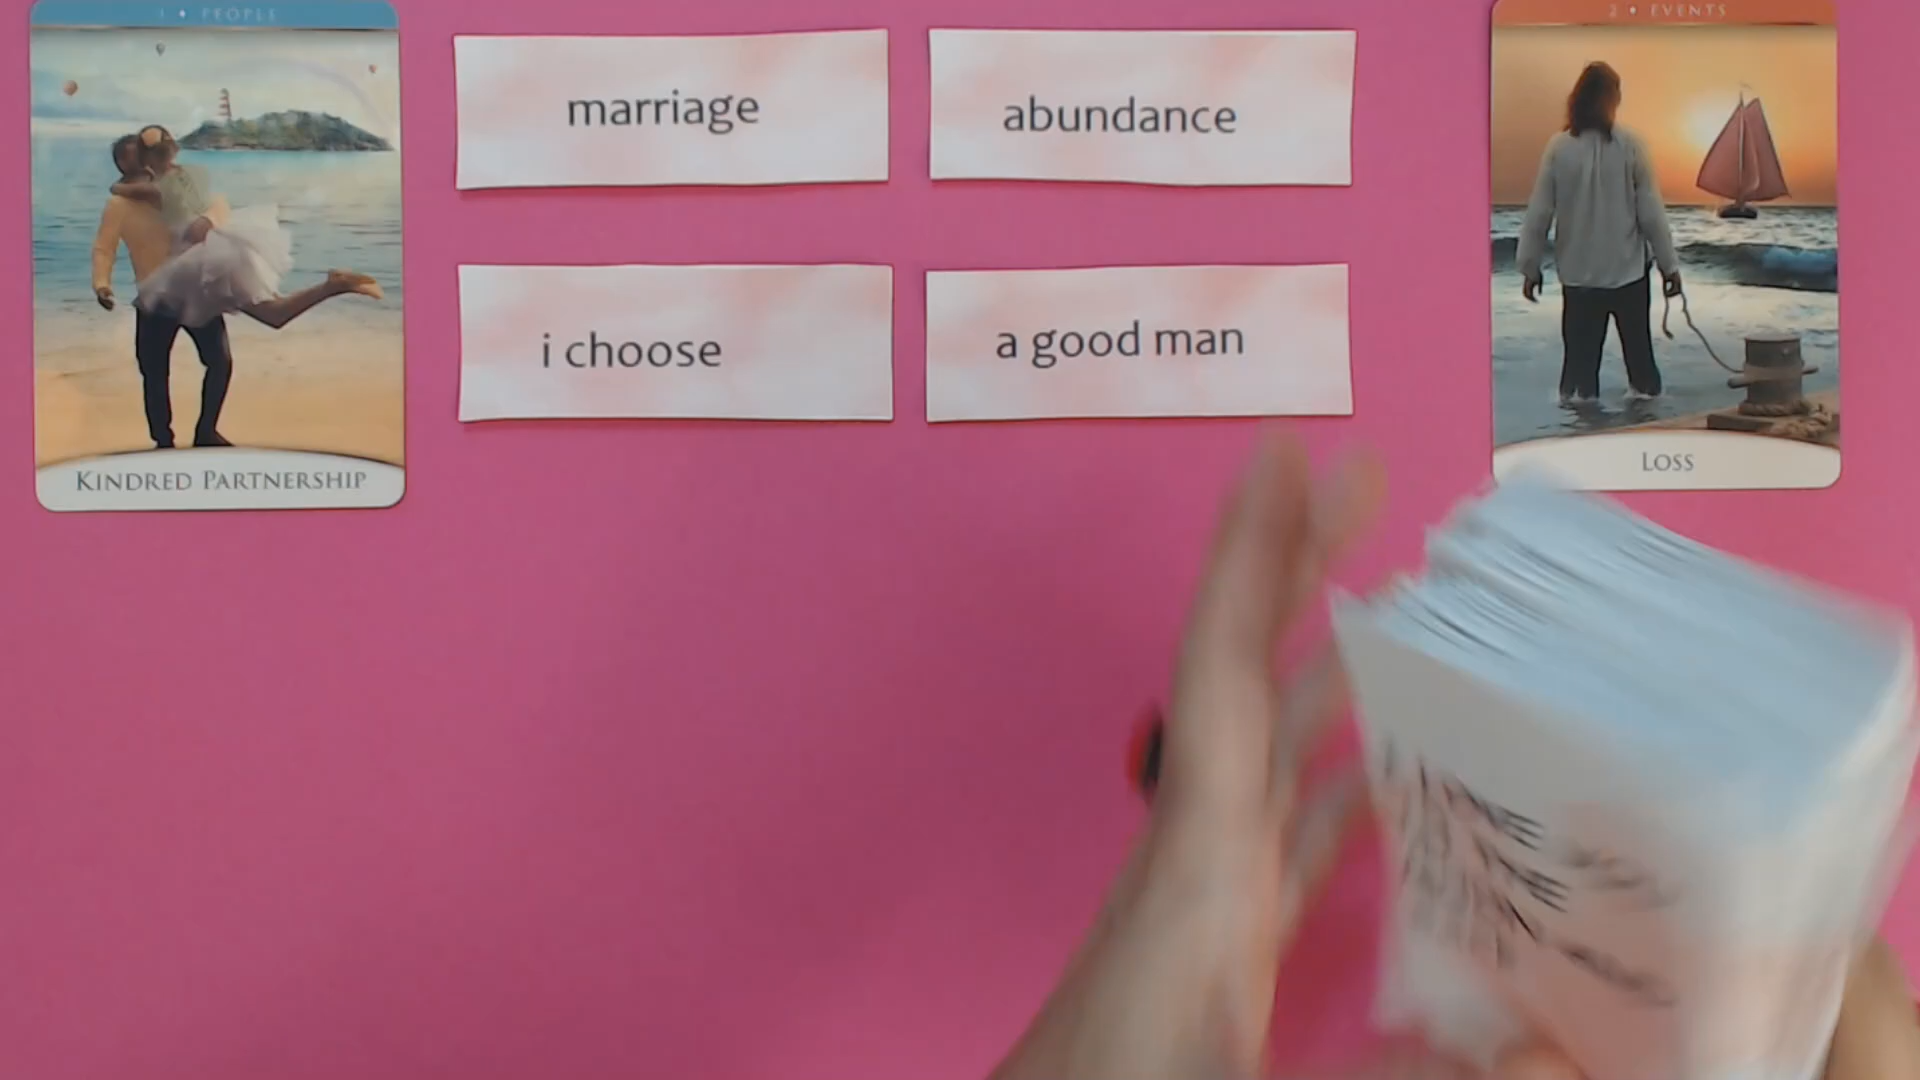 1 • PEOPLE
KINDRED PARTNERSHIP
marriage
abundance
i choose
a good man
2 • EVENTS
LOSS